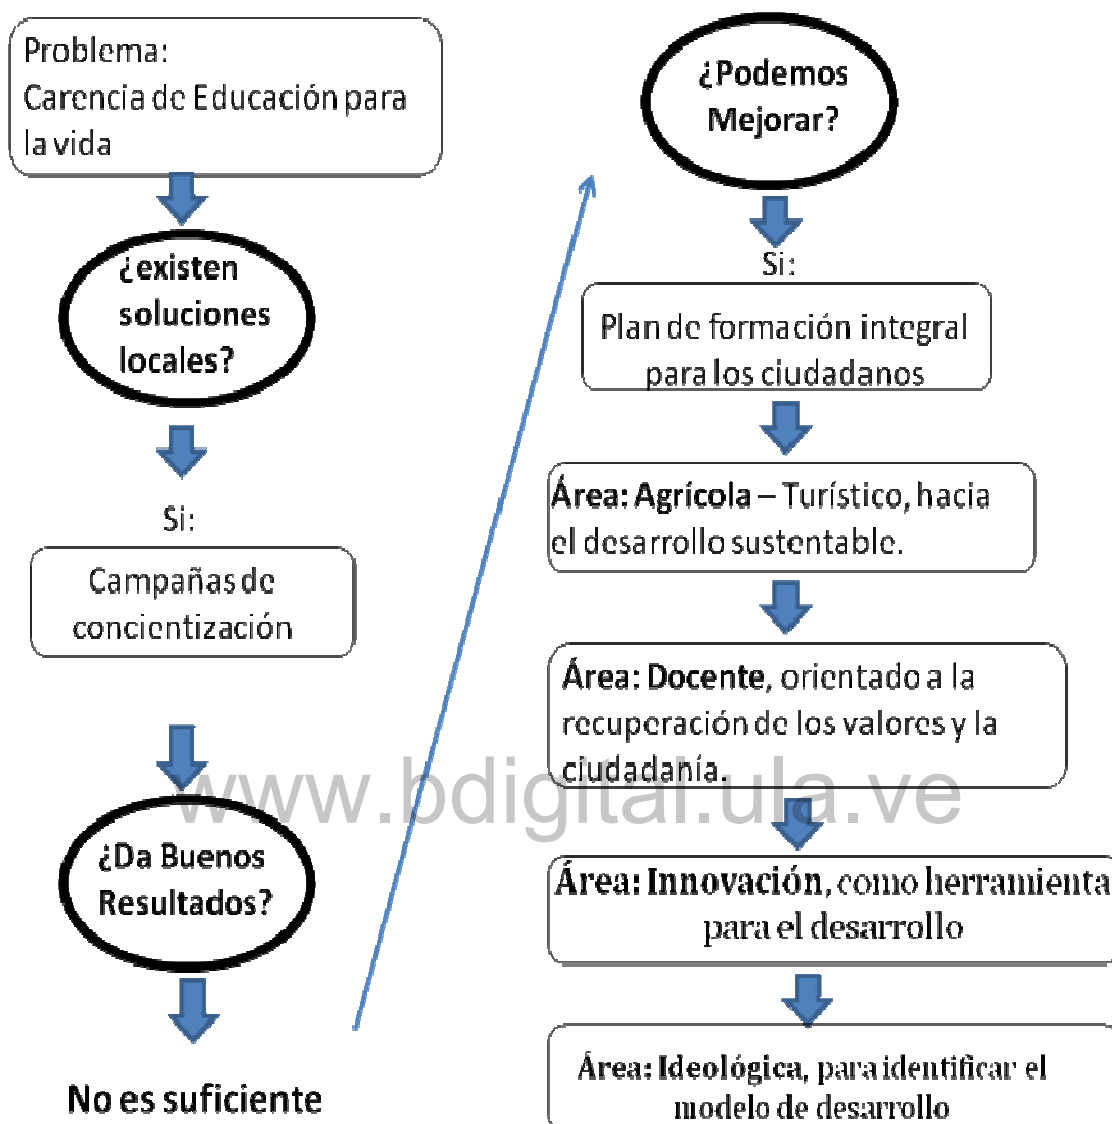 Problema:
Carencia de Educación para
la vida
¿existen
soluciones
locales?
Si:
Campañas de
concientización
¿Da Buenos
Resultados?
No es suficiente
¿Podemos
Mejorar?
Si:
Plan de formación integral
para los ciudadanos
Área: Agrícola – Turístico, hacia
el desarrollo sustentable.
Área: Docente, orientado a la
recuperación de los valores y la
ciudadanía.
Área: Innovación, como herramienta
para el desarrollo
Área: Ideológica, para identificar el
modelo de desarrollo
www.bdigital.ula.ve